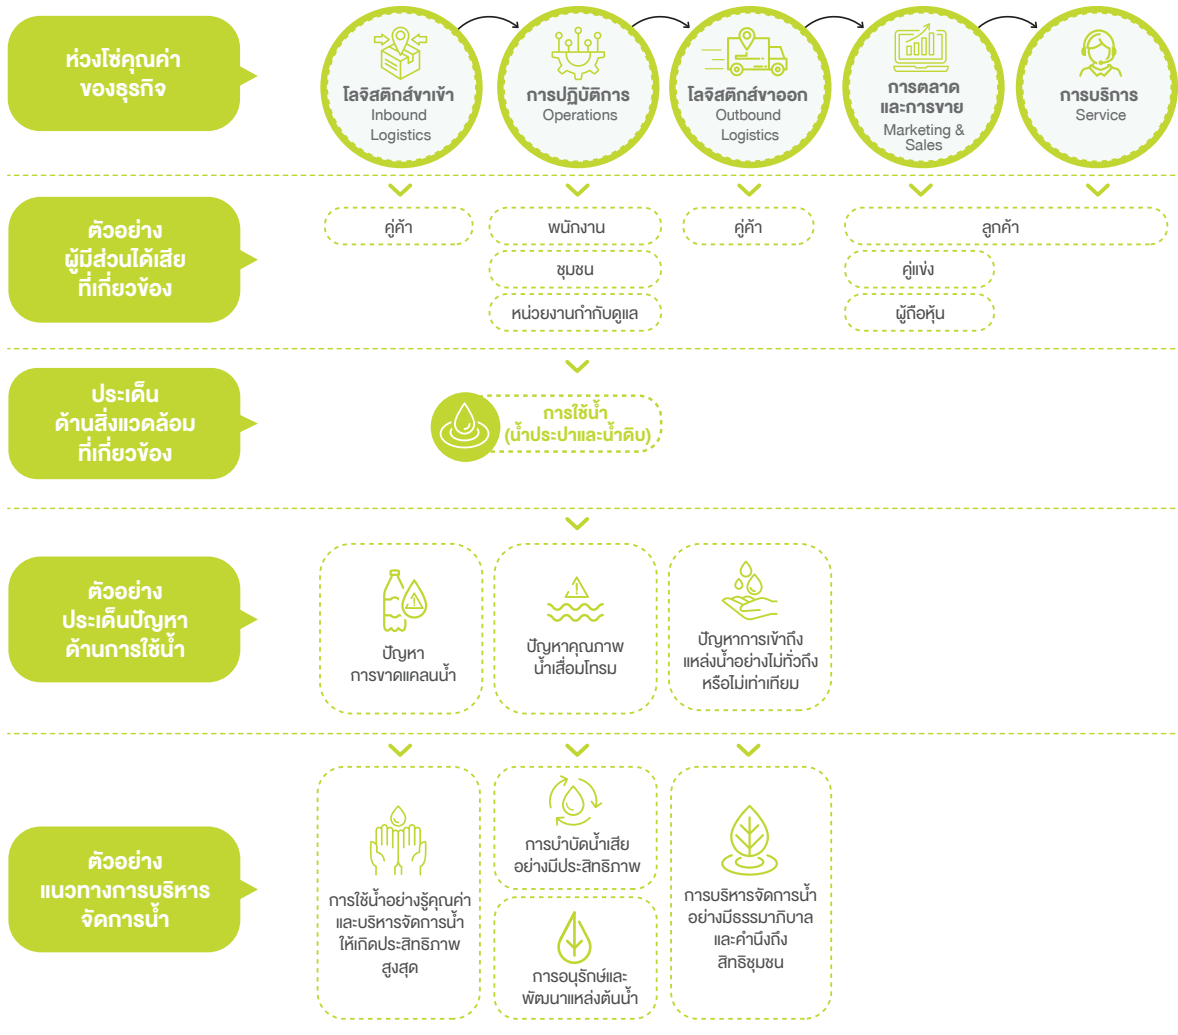 ห่วงโซ่คุณค่า
ของธุรกิจ
โลจิสติกส์ขาเข้า
Inbound
Logistics
การปฏิบัติการ
Operations
โลจิสติกส์ขาออก
Outbound
Logistics
การตลาด
และการขาย
Marketing &
Sales
การบริการ
Service
ตัวอย่าง
ผู้มีส่วนได้เสีย
ที่เกี่ยวข้อง
คู่ค้า
พนักงาน
ชุมชน
หน่วยงานกำกับดูแล
คู่ค้า
ลูกค้า
คู่แข่ง
ผู้ถือหุ้น
ประเด็น
ด้านสิ่งแวดล้อม
ที่เกี่ยวข้อง
การใช้น้ำ
(น้ำประปาและน้ำดิบ)
ตัวอย่าง
ประเด็นปัญหา
ด้านการใช้น้ำ
ปัญหา
การขาดแคลนน้ำ
ปัญหาคุณภาพ
น้ำเสื่อมโทรม
ปัญหาการเข้าถึง
แหล่งน้ำอย่างไม่ทั่วถึง
หรือไม่เท่าเทียม
ตัวอย่าง
แนวทางการบริหาร
จัดการน้ำ
การใช้น้ำอย่างรู้คุณค่า
และบริหารจัดการน้ำ
ให้เกิดประสิทธิภาพ
สูงสุด
การบำบัดน้ำเสีย
อย่างมีประสิทธิภาพ
การอนุรักษ์และ
พัฒนาแหล่งต้นน้ำ
การบริหารจัดการน้ำ
อย่างมีธรรมาภิบาล
และคำนึงถึง
สิทธิชุมชน